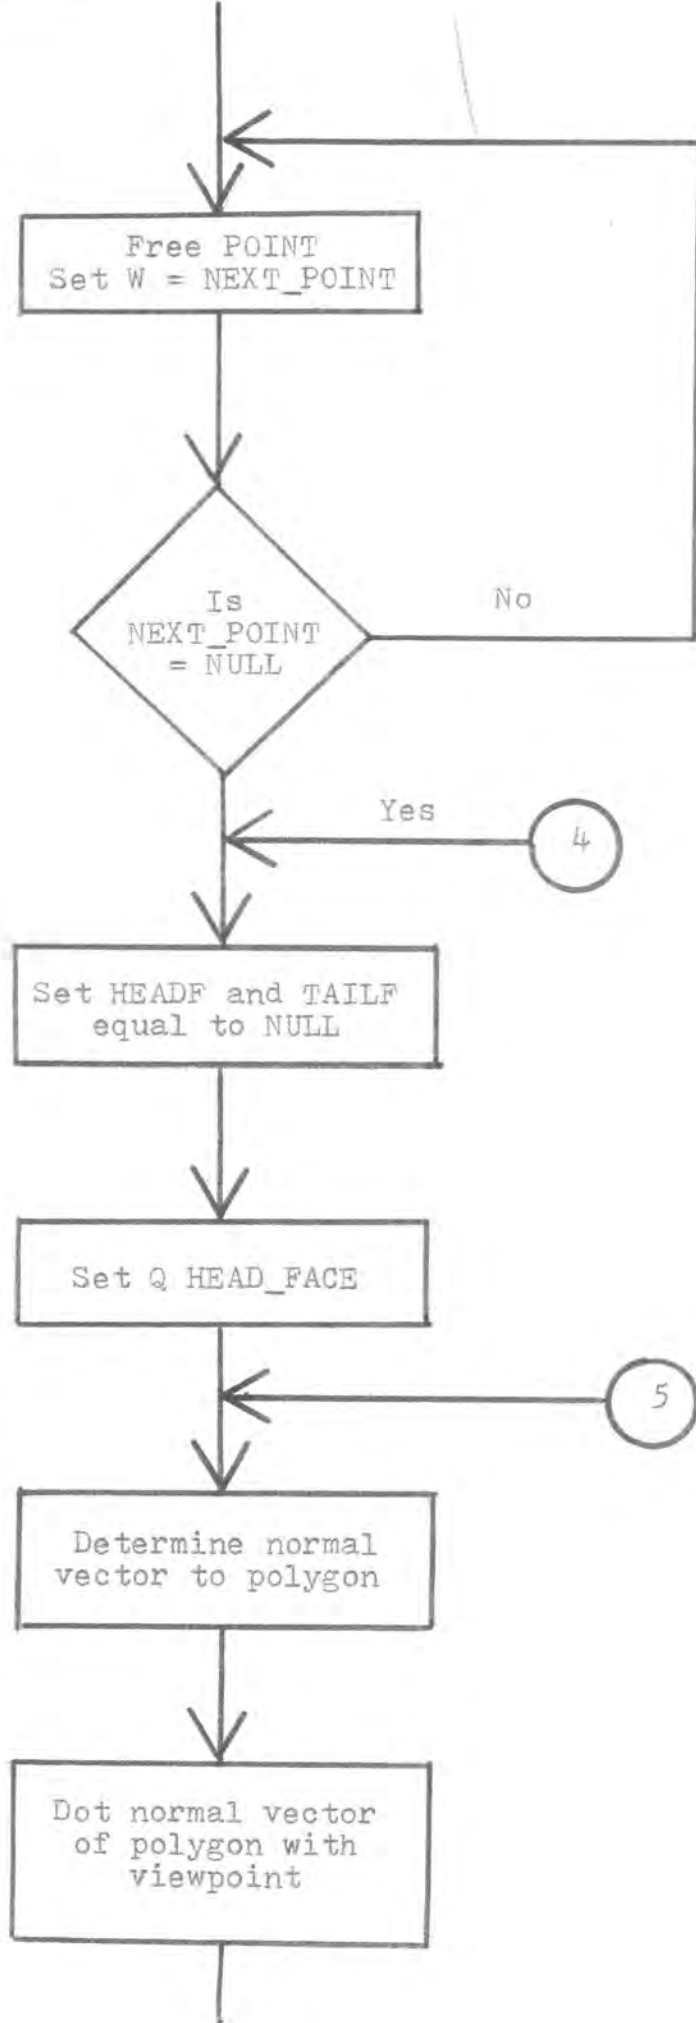 Free POINT
Set W = NEXT_POINT
Is
NEXT_POINT
= NULL
No
Yes
4
Set HEADF and TAILF
equal to NULL
Set Q HEAD_FACE
5
Determine normal
vector to polygon
Dot normal vector
of polygon with
viewpoint